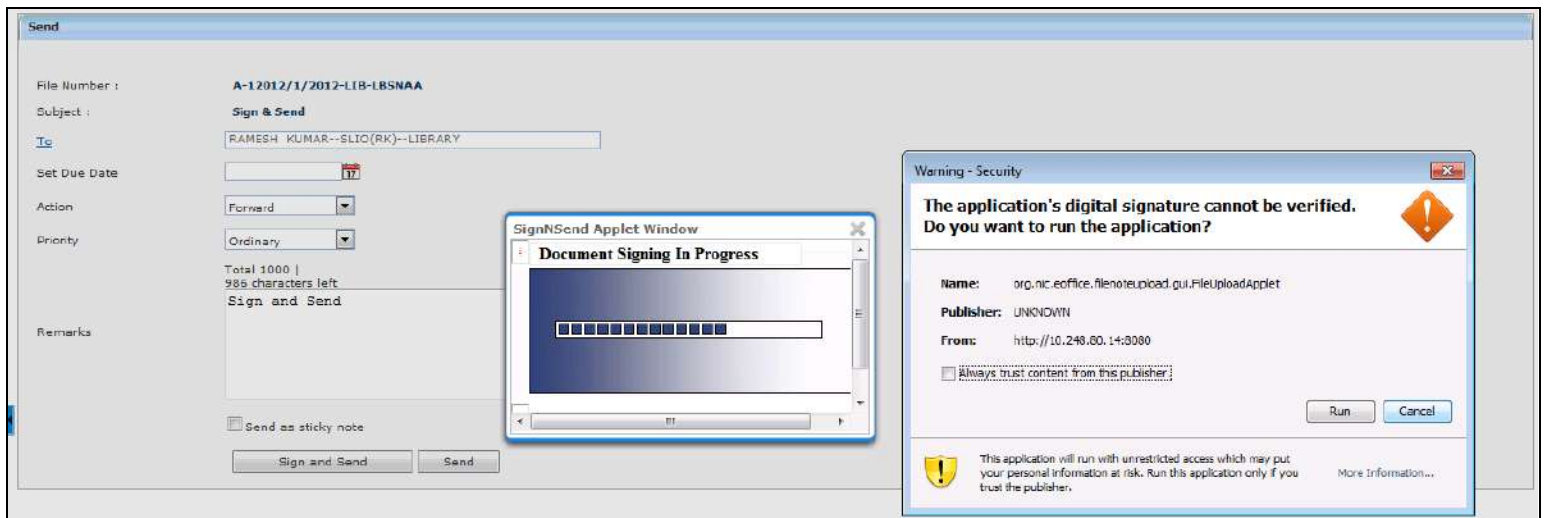 Send
File Number :
A-12012/1/2012-LIB-LBSNAA
Subject :
Sign & Send
To
RAMESH KUMAR--SLIO(RK)--LIBRARY
Set Due Date
17
Action
Forward
Priority
Ordinary
Total 1000 |
986 characters left
Sign and Send
Remarks
Send as sticky note
Sign and Send
Send
SignNSend Applet Window
Document Signing In Progress
Warning - Security
The application's digital signature cannot be verified.
Do you want to run the application?
Name: org.nic.eoffice.filenoteupload.gui.FileUploadApplet
Publisher: UNKNOWN
From: http://10.248.80.14:8080
Always trust content from this publisher.
Run
Cancel
This application will run with unrestricted access which may put
your personal information at risk. Run this application only if you
trust the publisher.
More Information...